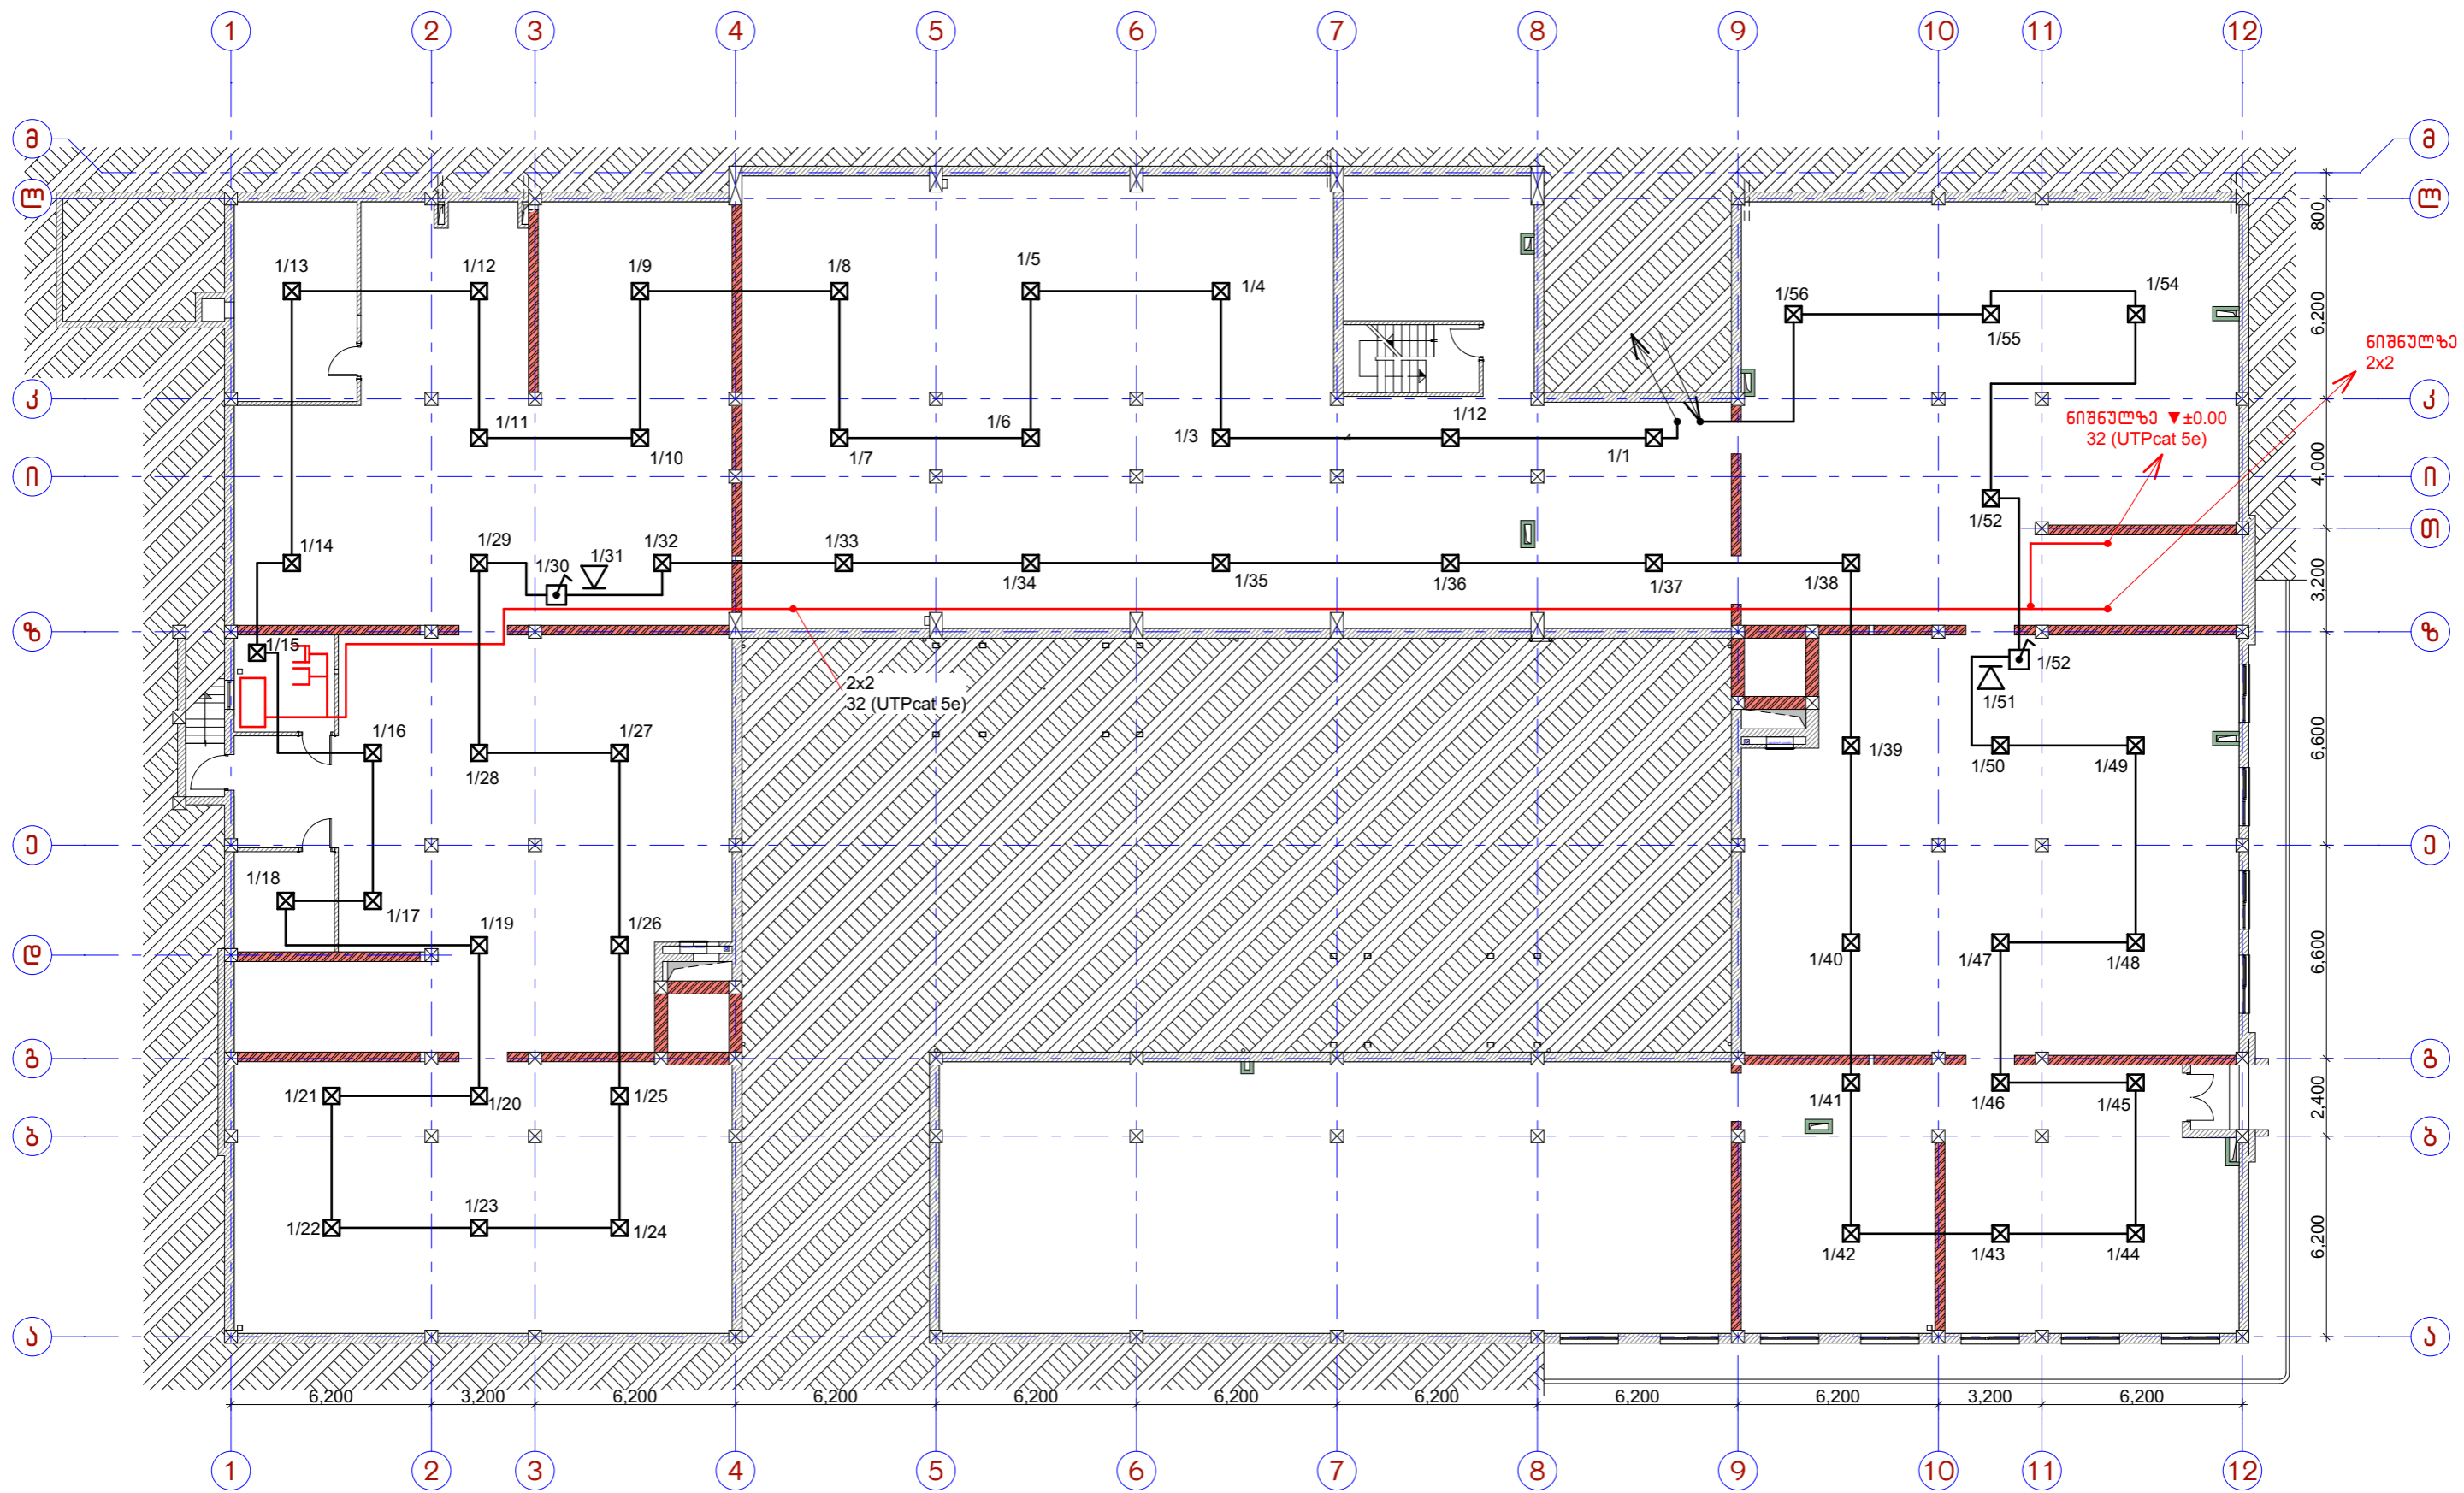 1 2 3 4 5 6 7 8 9 10 11 12
მ მ
ლ ლ
800
1/13 1/12 1/9 1/8 1/5 1/4 1/56 1/54
6,200
1/55
ნიშნულზე
2x2
კ კ
1/11 1/6 1/3 1/12
ნიშნულზე ▼±0.00
32 (UTPcat 5e)
1/10 1/7 1/1
4,000
ი ი
1/52
თ
1/14 1/29 1/31 1/32 1/33
1/30 1/34 1/35 1/36 1/37 1/38
3,200
ზ ზ
1/15
1/52
2x2
32 (UTPcat 5e)
1/51
1/16 1/27
1/28 1/39 1/50 1/49
6,600
ე ე
1/18
1/17 1/19 1/26
დ
1/40 1/47 1/48
6,600
გ გ
1/21 1/20 1/25
1/41 1/46 1/45
2,400
ბ ბ
1/23
1/22 1/24
1/42 1/43 1/44
6,200
ა ა
6,200 3,200 6,200 6,200 6,200 6,200 6,200 6,200 6,200 3,200 6,200
1 2 3 4 5 6 7 8 9 10 11 12